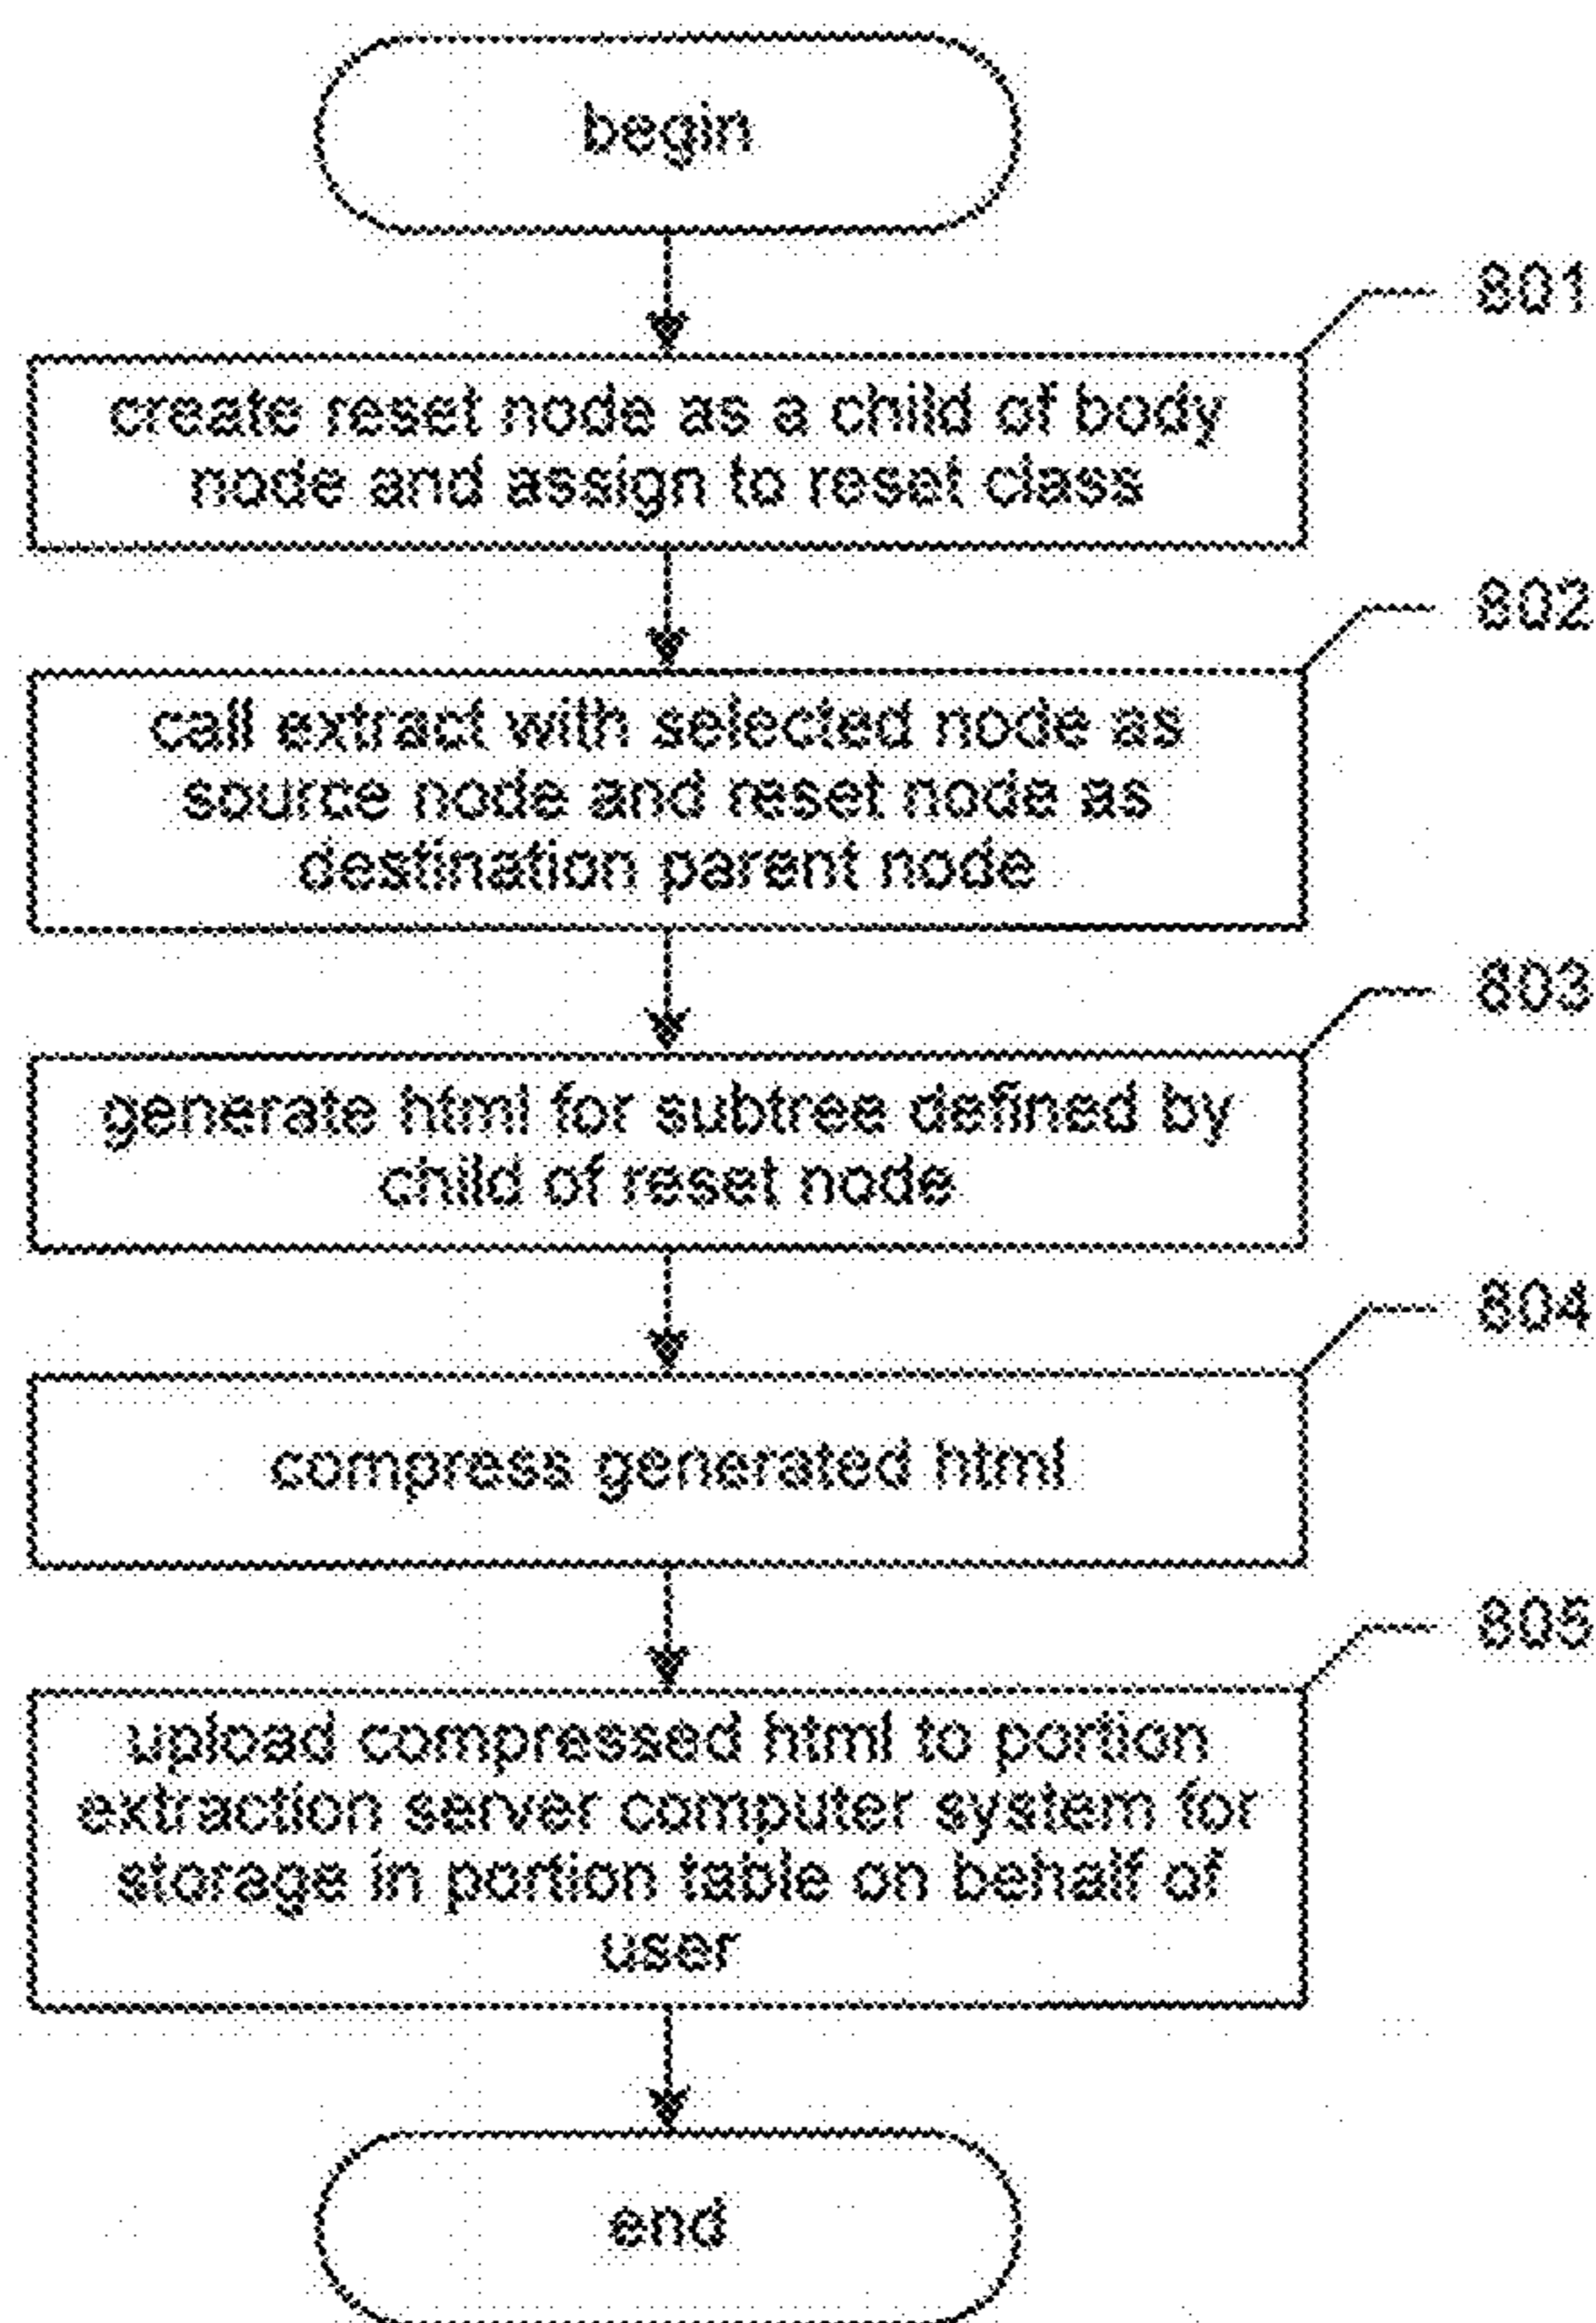 begin
801
create reset node as a child of body
node and assign to reset class
802
call extract with selected node as
source node and reset node as
destination parent node
803
generate html for subtree defined by
child of reset node
804
compress generated html
805
upload compressed html to portion
extraction server computer system for
storage in portion table on behalf of
user
end